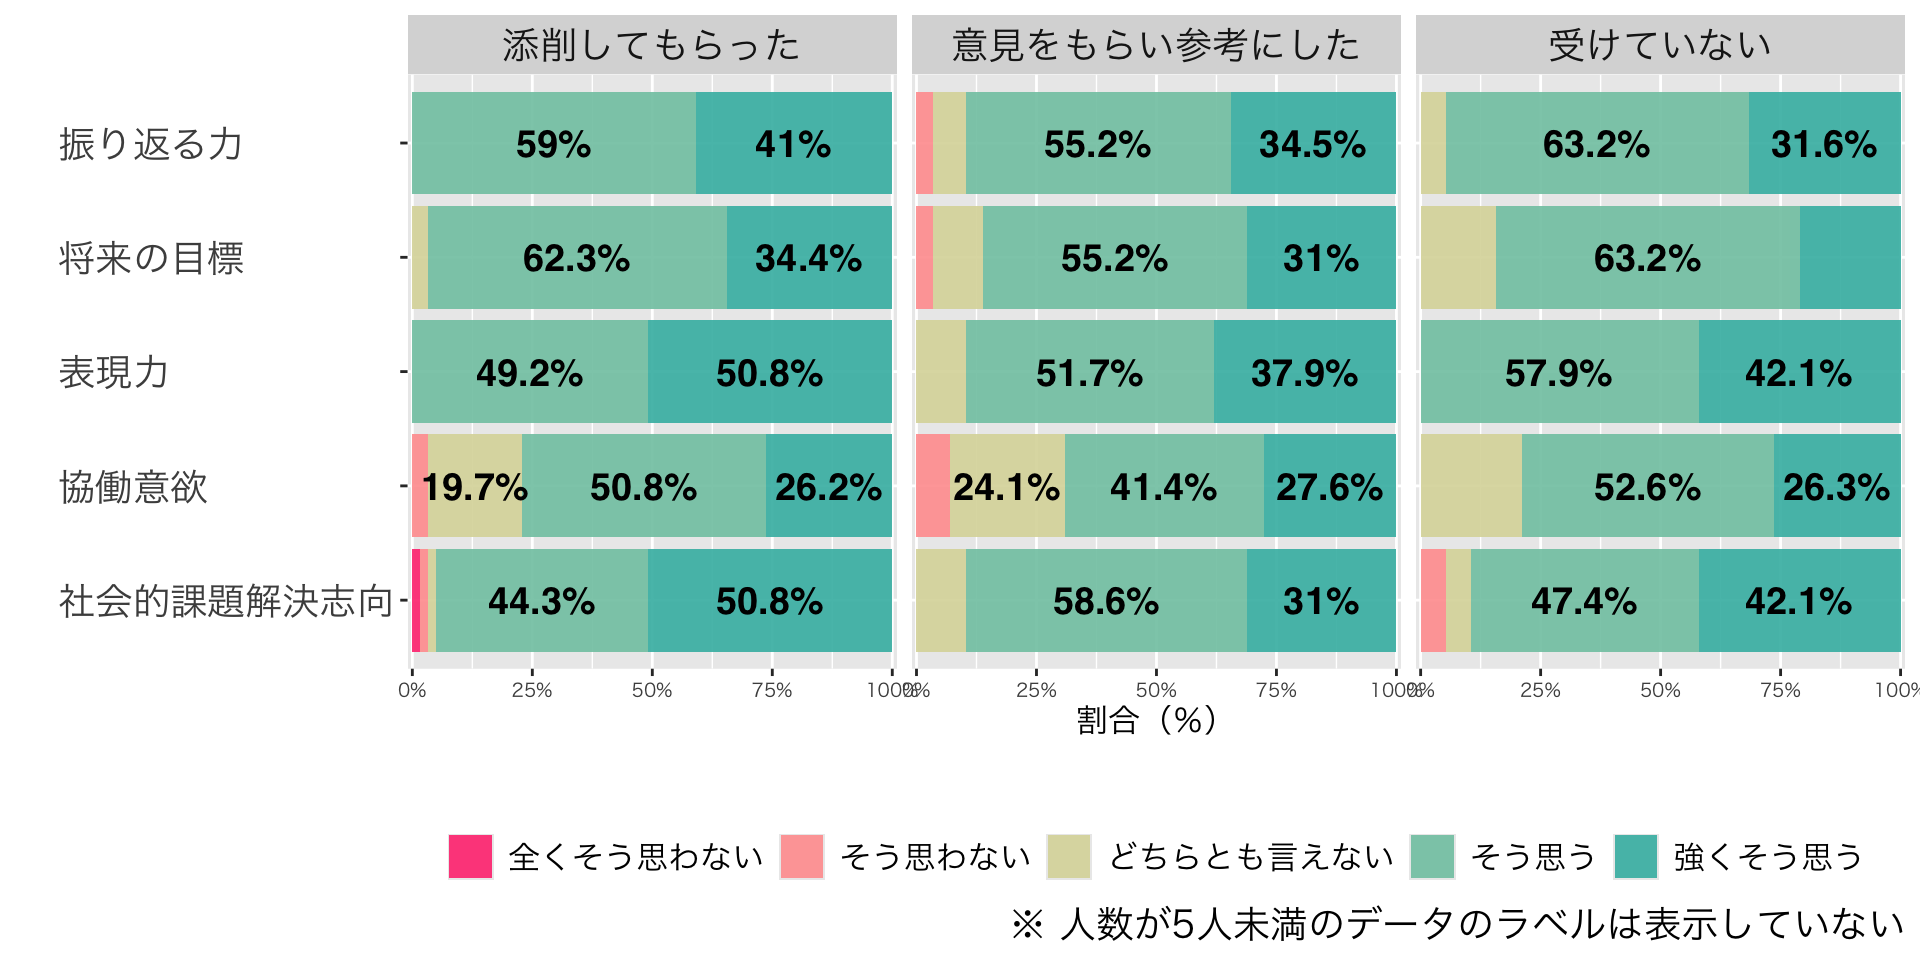 添削してもらった 意見をもらい参考にした 受けていない
振り返る力 59% 41% 55.2% 34.5% 63.2% 31.6%
将来の目標 62.3% 34.4% 55.2% 31% 63.2%
表現力 49.2% 50.8% 51.7% 37.9% 57.9% 42.1%
協働意欲 19.7% 50.8% 26.2% 24.1% 41.4% 27.6% 52.6% 26.3%
社会的課題解決志向 44.3% 50.8% 58.6% 31% 47.4% 42.1%
0% 25% 50% 75% 100% 0% 25% 50% 75% 100% 0% 25% 50% 75% 100%
割合（%）
全くそう思わない そう思わない どちらとも言えない そう思う 強くそう思う
※ 人数が5人未満のデータのラベルは表示していない